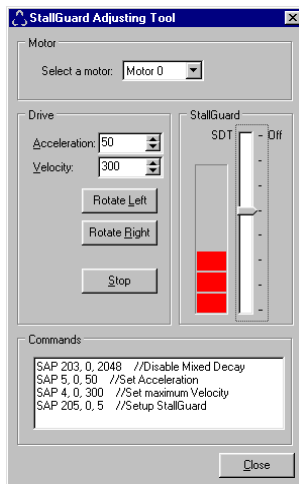 StallGuard Adjusting Tool
Motor
Select a motor: Motor 0
Drive
Acceleration: 50
Velocity: 300
Rotate Left
Rotate Right
Stop
StallGuard
SDT
Off
Commands
SAP 203, 0, 2048 //Disable Mixed Decay
SAP 5, 0, 50 //Set Acceleration
SAP 4, 0, 300 //Set maximum Velocity
SAP 205, 0, 5 //Setup StallGuard
Close